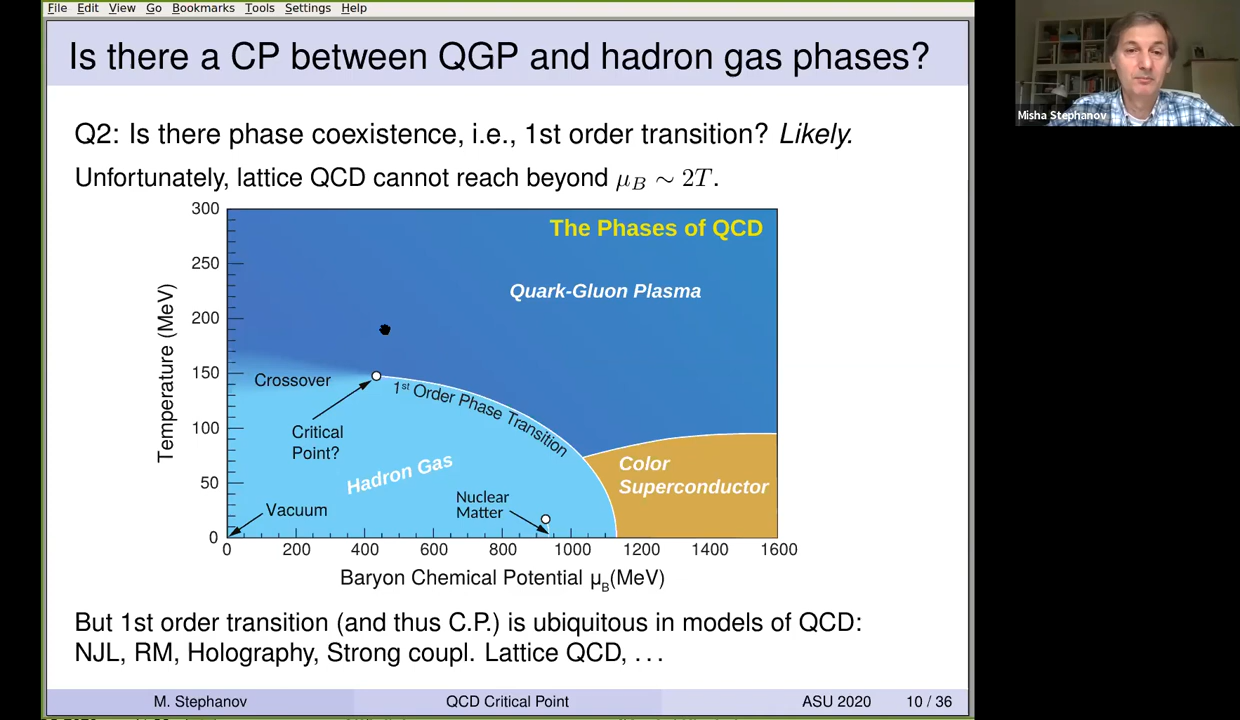 File Edit View Go Bookmarks Tools Settings Help
Is there a CP between QGP and hadron gas phases?
Misha Stephanov
Q2: Is there phase coexistence, i.e., 1st order transition? Likely.
Unfortunately, lattice QCD cannot reach beyond μB ∼ 2T.
300
250
200
150
100
50
0
Temperature (MeV)
The Phases of QCD
Quark-Gluon Plasma
Crossover
1st Order Phase Transition
Critical
Point?
Hadron Gas
Color
Superconductor
Nuclear
Matter
Vacuum
0 200 400 600 800 1000 1200 1400 1600
Baryon Chemical Potential μB(MeV)
But 1st order transition (and thus C.P.) is ubiquitous in models of QCD:
NJL, RM, Holography, Strong coupl. Lattice QCD, . . .
M. Stephanov QCD Critical Point ASU 2020 10 / 36